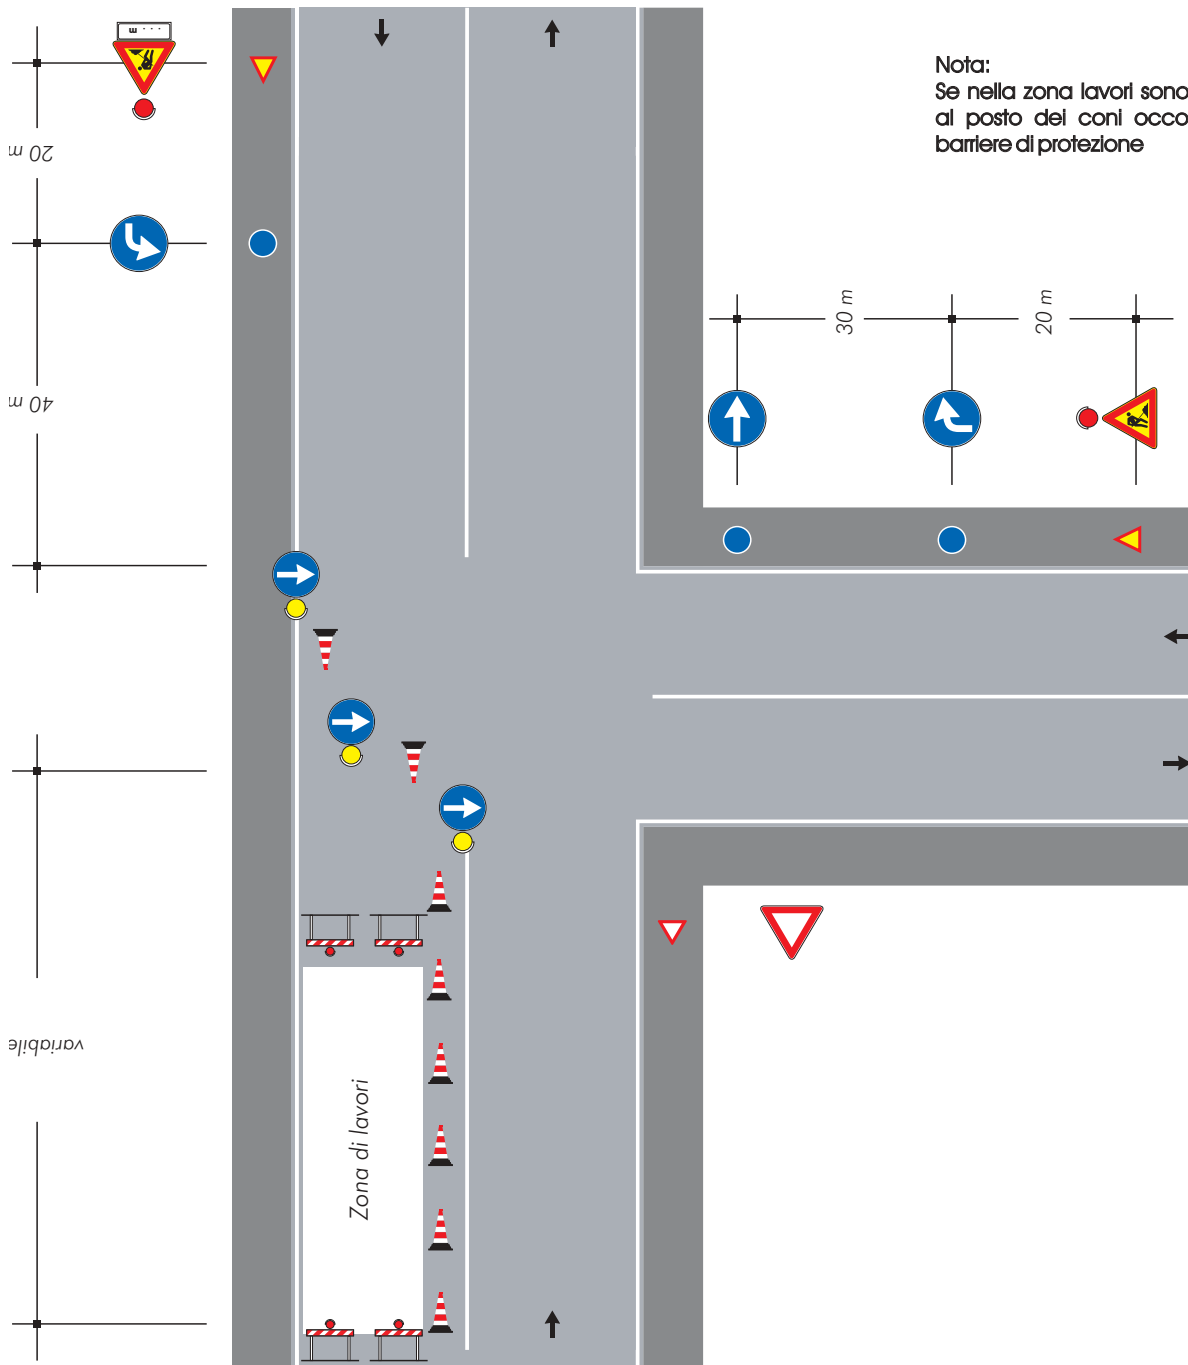 m . . .
20 m
40 m
variabile
Nota:
Se nella zona lavori sono
al posto dei coni occo
barriere di protezione
30 m
20 m
Zona di lavori